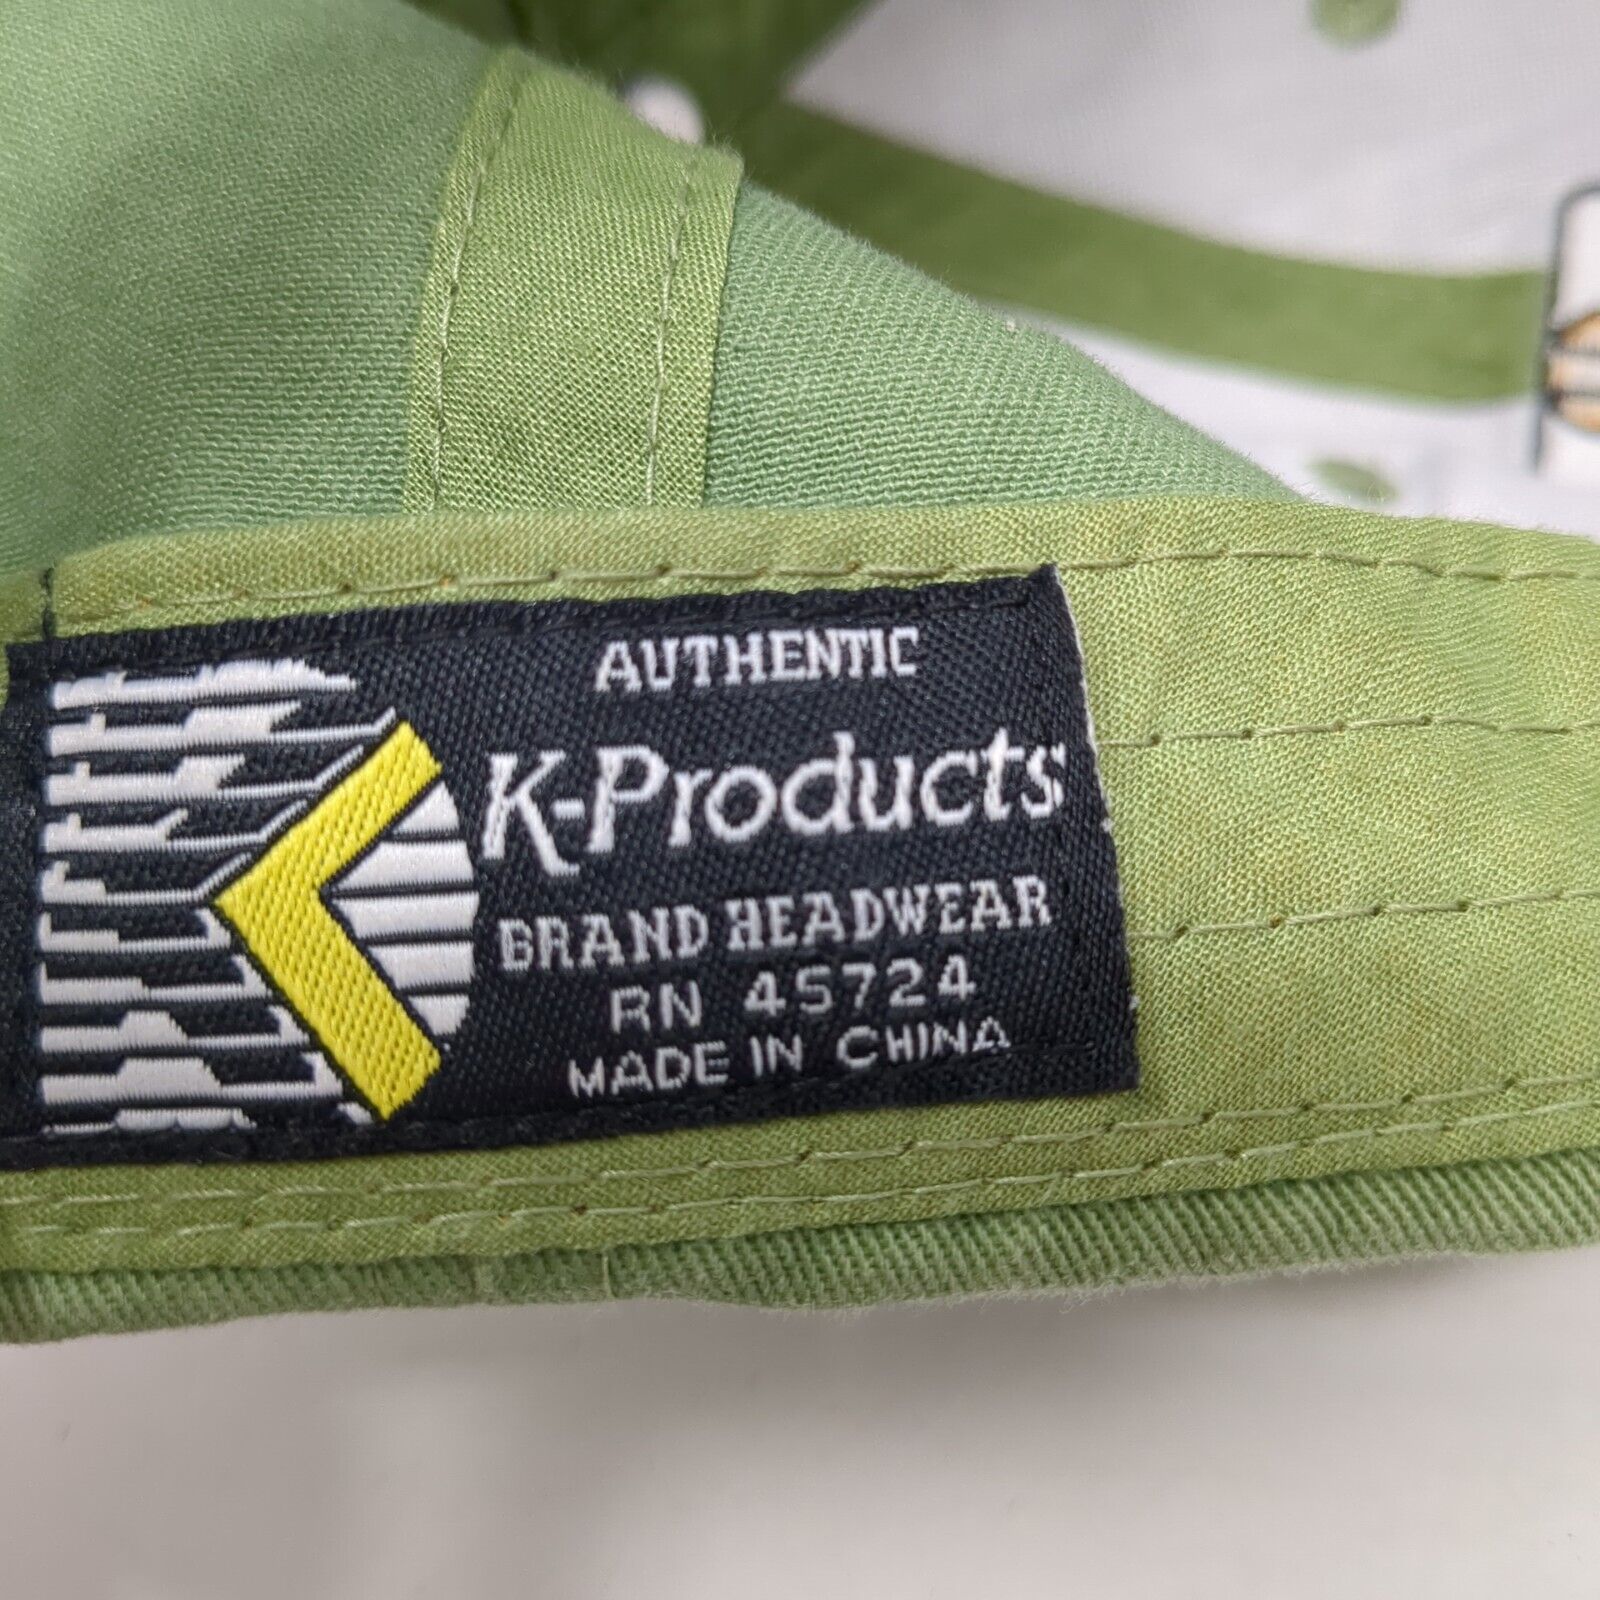 AUTHENTIC
K-Products
BRAND HEADWEAR
RN 45724
MADE IN CHINA